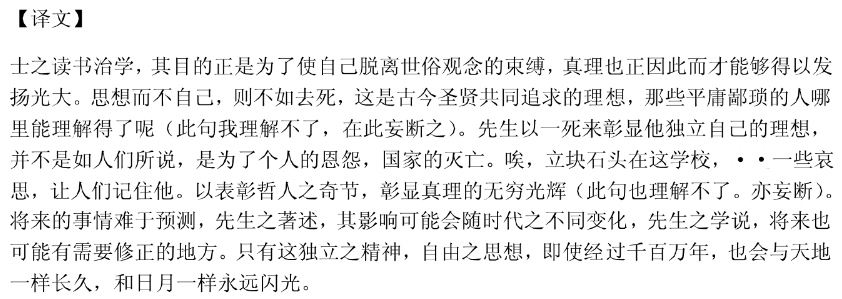 【译文】
士之读书治学，其目的正是为了使自己脱离世俗观念的束缚，真理也正因此而才能够得以发
扬光大。思想而不自己，则不如去死，这是古今圣贤共同追求的理想，那些平庸鄙琐的人哪
里能理解得了呢（此句我理解不了，在此妄断之）。先生以一死来彰显他独立自己的理想，
并不是如人们所说，是为了个人的恩怨，国家的灭亡。唉，立块石头在这学校，··一些哀
思，让人们记住他。以表彰哲人之奇节，彰显真理的无穷光辉（此句也理解不了。亦妄断）。
将来的事情难于预测，先生之著述，其影响可能会随时代之不同变化，先生之学说，将来也
可能有需要修正的地方。只有这独立之精神，自由之思想，即使经过千百万年，也会与天地
一样长久，和日月一样永远闪光。